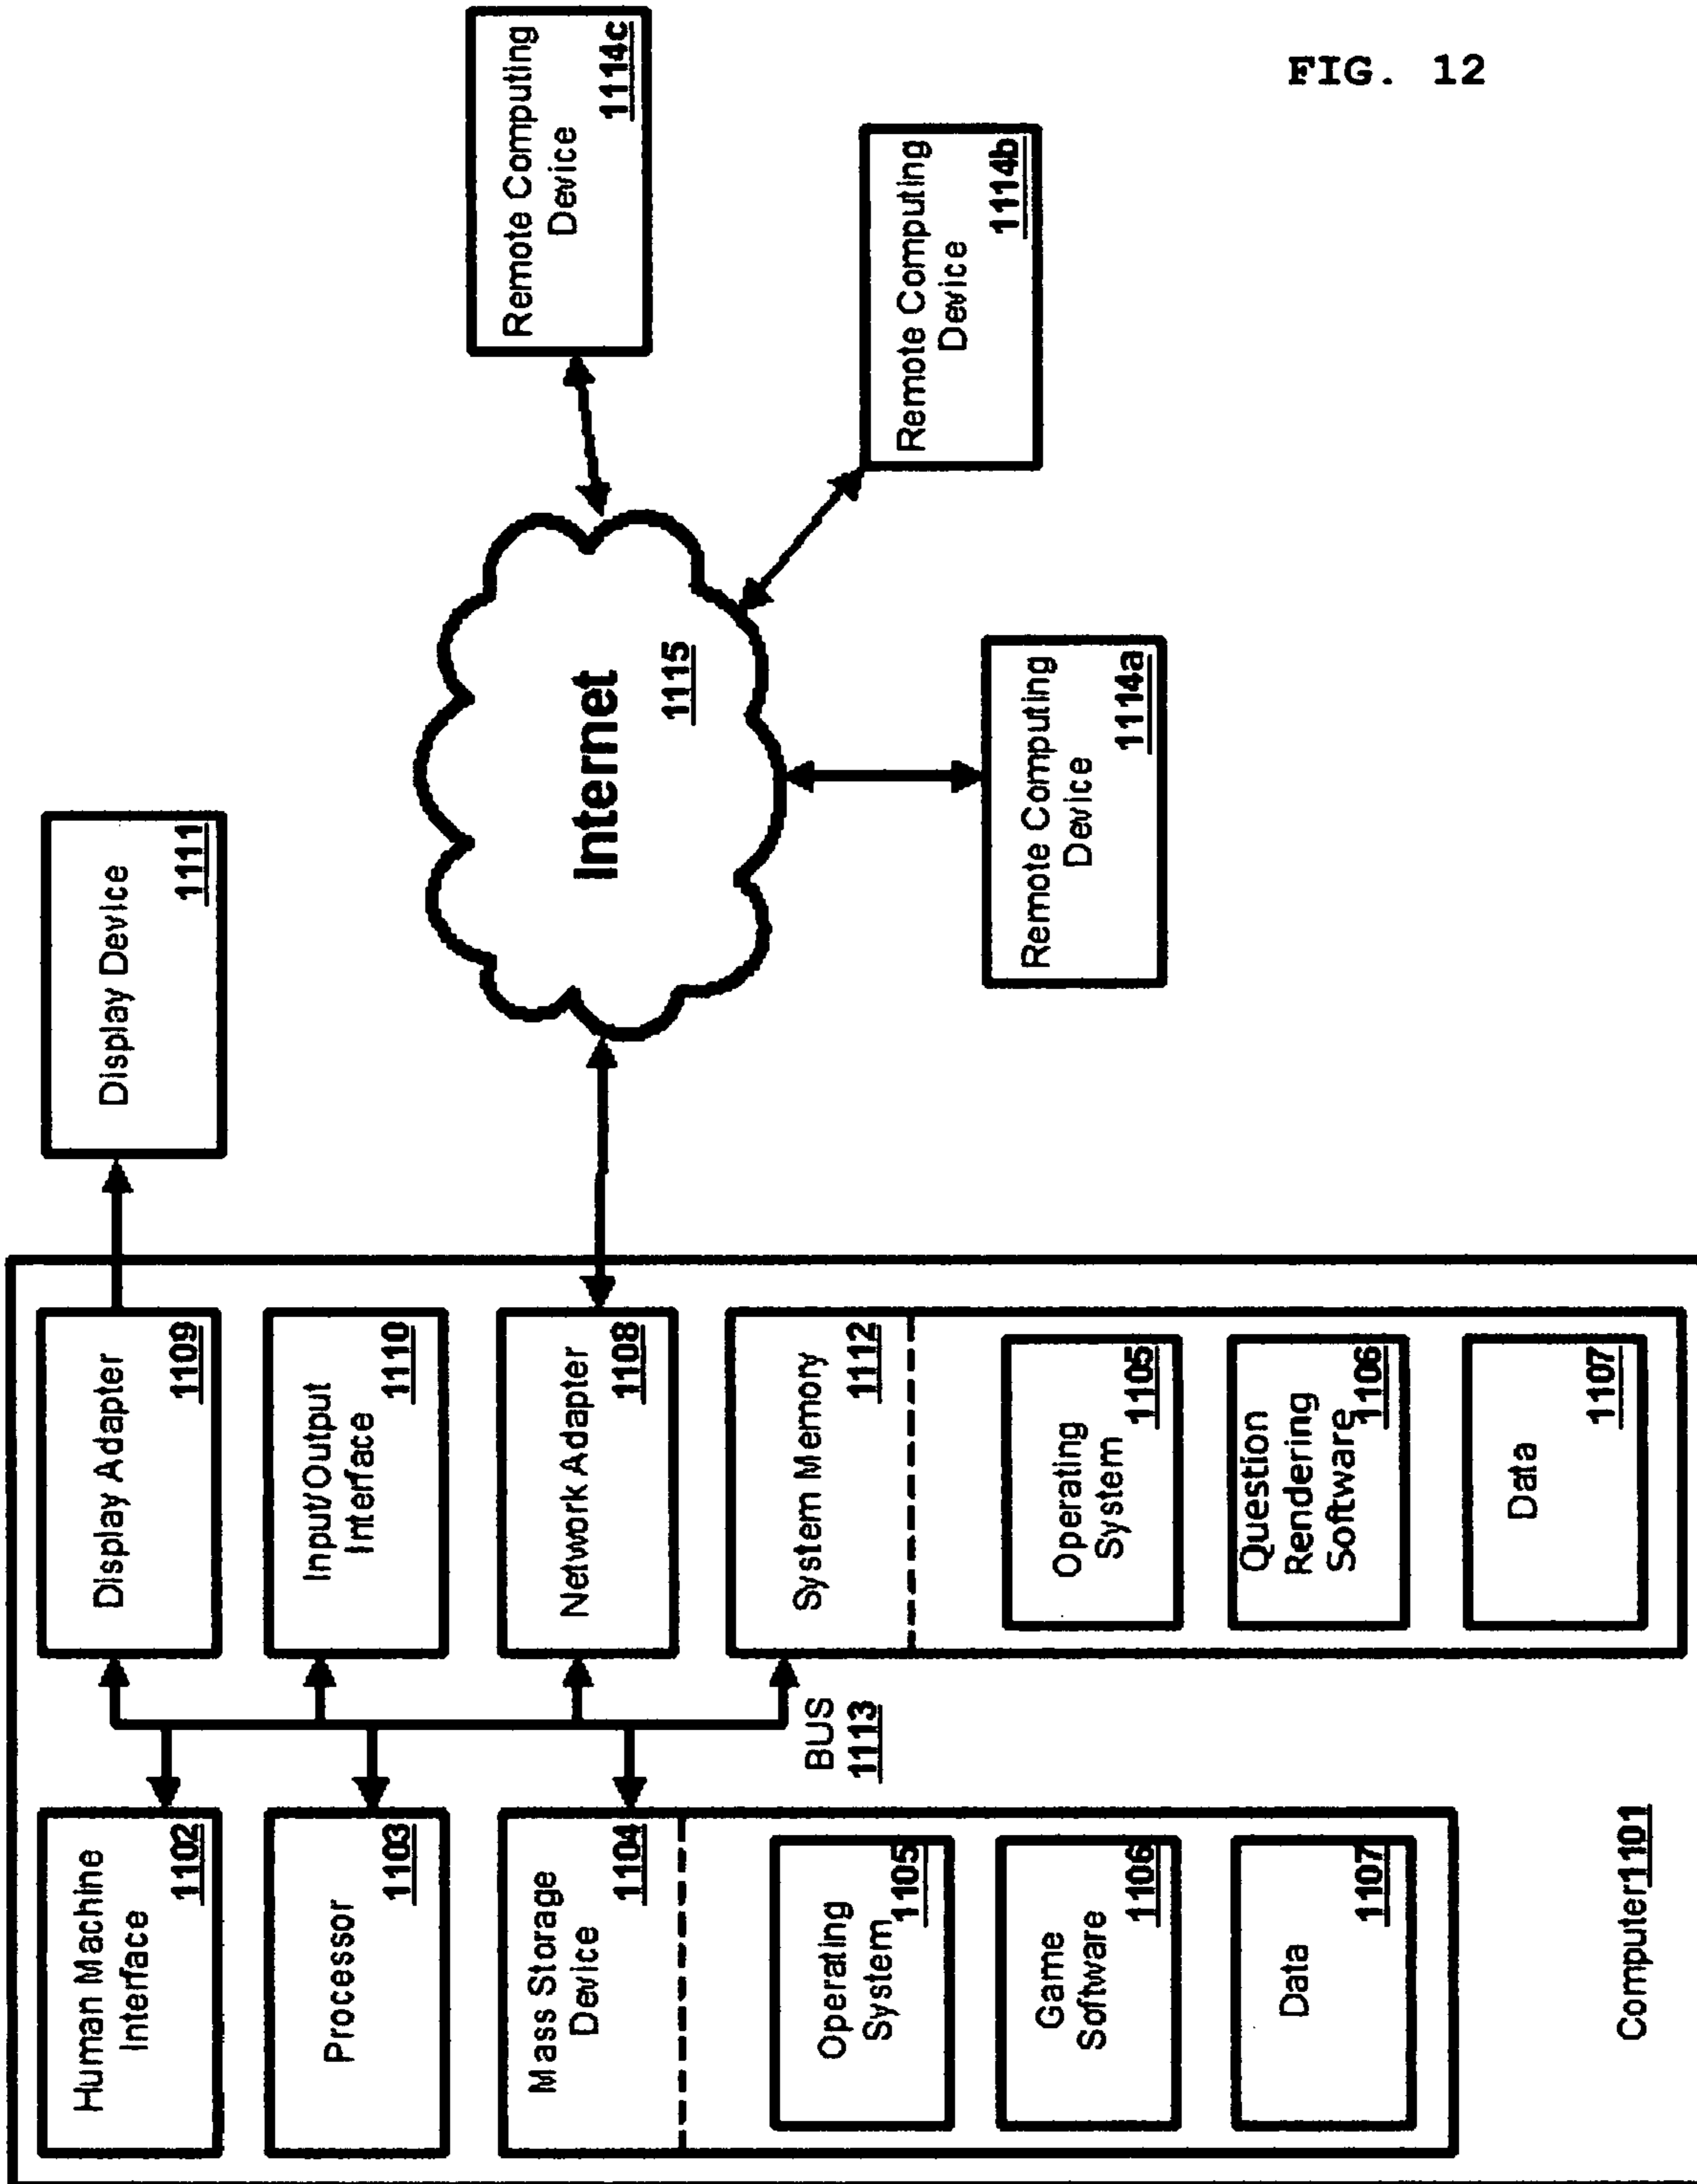 FIG. 12
Human Machine
Interface
1102
Processor
1103
Mass Storage
Device
1104
Operating
System
1105
Game
Software
1106
Data
1107
Computer1101
BUS
1113
Display Adapter
1109
Input/Output
Interface
1110
Network Adapter
1108
System Memory
1112
Operating
System
1105
Question
Rendering
Software
1106
Data
1107
Display Device
1111
Internet
1115
Remote Computing
Device
1114a
Remote Computing
Device
1114b
Remote Computing
Device
1114c